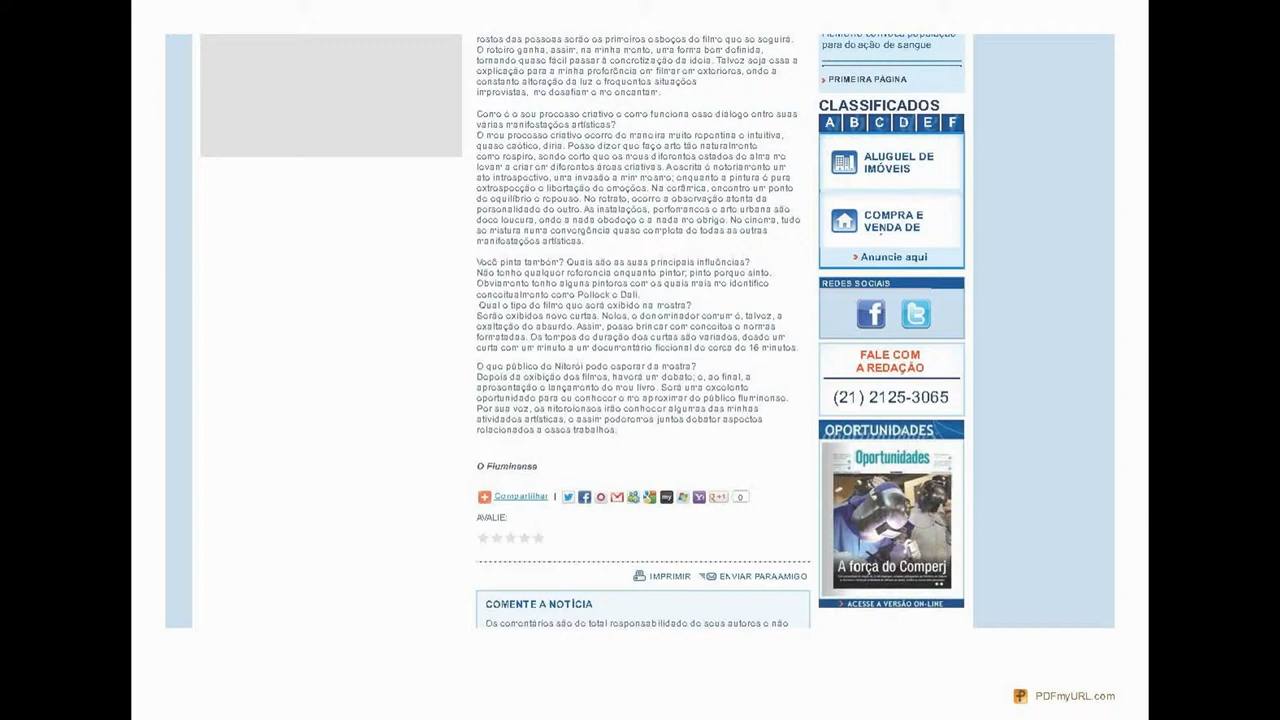 rostos das pessoas serão os primeiros esboços do filme que se seguirá.
O roteiro ganha, assim, na minha mente, uma forma bem definida,
tornando quase fácil passar à concretização da ideia. Talvez seja essa a
explicação para a minha preferência em filmar em exteriores, onde a
constante alteração da luz e frequentes situações
improvistas, me desafiam e me encantam.
Como é o seu processo criativo e como funciona esse diálogo entre suas
várias manifestações artísticas?
O meu processo criativo ocorre de maneira muito repentina e intuitiva,
quase caótica, diria. Posso dizer que faço arte tão naturalmente
como respiro, sendo certo que os meus diferentes estados de alma me
levam a criar em diferentes áreas criativas. A escrita é notoriamente um
ato introspectivo, uma invasão a mim mesmo; enquanto a pintura é pura
extrospecção e libertação de emoções. Na cerâmica, encontro um ponto
de equilíbrio e repouso. No retrato, ocorre a observação atenta da
personalidade do outro. As instalações, perfomances e arte urbana são
doce loucura, onde a nada obedeço e a nada me obrigo. No cinema, tudo
se mistura numa convergência quase completa de todas as outras
manifestações artísticas.
Você pinta também? Quais são as suas principais influências?
Não tenho qualquer referencia enquanto pintor; pinto porque sinto.
Obviamente tenho alguns pintores com os quais mais me identifico
conceitualmente como Pollock e Dali.
Qual o tipo de filme que será exibido na mostra?
Serão exibidos nove curtas. Neles, o denominador comum é, talvez, a
exaltação do absurdo. Assim, posso brincar com conceitos e normas
formatadas. Os tempos de duração dos curtas são variados, desde um
curta com um minuto a um documentário ficcional de cerca de 16 minutos.
O que público de Niterói pode esperar da mostra?
Depois da exibição dos filmes, haverá um debate; e, ao final, a
apresentação e lançamento do meu livro. Será uma excelente
oportunidade para eu conhecer e me aproximar do público fluminense.
Por sua vez, os niteroienses irão conhecer algumas das minhas
atividades artísticas, e assim poderemos juntos debater aspectos
relacionados a esses trabalhos.
O Fluminense
Compartilhar |
my
+1
0
AVALIE:
IMPRIMIR ENVIAR PARA AMIGO
COMENTE A NOTÍCIA
Os comentários são de total responsabilidade de seus autores e não
Hemorio convoca população
para doação de sangue
PRIMEIRA PÁGINA
CLASSIFICADOS
A B C D E F
ALUGUEL DE
IMÓVEIS
COMPRA E
VENDA DE
Anuncie aqui
REDES SOCIAIS
FALE COM
A REDAÇÃO
(21) 2125-3065
OPORTUNIDADES
Oportunidades
A força do Comperj
ACESSE A VERSÃO ON-LINE
PDFmyURL.com